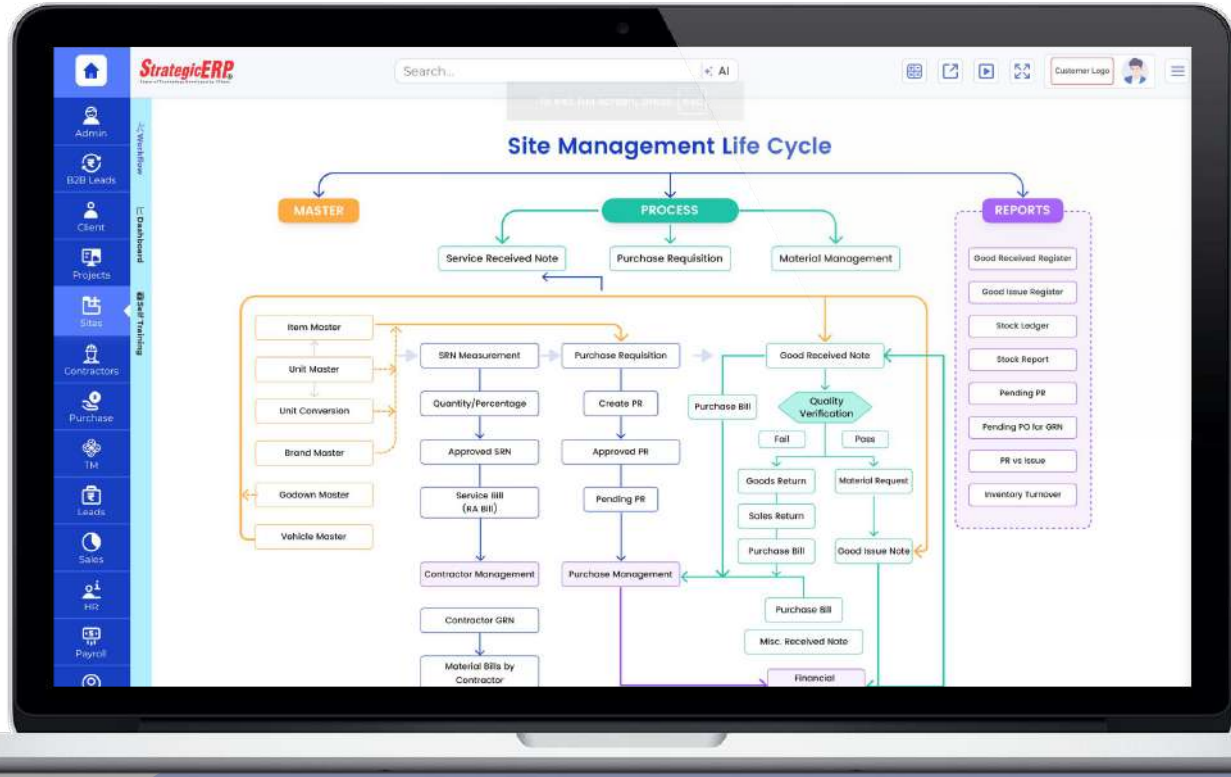 StrategicERP
Search...
AI
Customer Logo
Admin
B2B Leads
Client
Projects
Sites
Contractors
Purchase
TM
Leads
Sales
HR
Payroll
Workflow
Dashboard
Self Training
Site Management Life Cycle
MASTER
PROCESS
REPORTS
Service Received Note
Purchase Requisition
Material Management
Item Master
Unit Master
Unit Conversion
Brand Master
Godown Master
Vehicle Master
SRN Measurement
Quantity/Percentage
Approved SRN
Service Bill
(RA Bill)
Contractor Management
Contractor GRN
Material Bills by
Contractor
Purchase Requisition
Create PR
Approved PR
Pending PR
Purchase Management
Good Received Note
Purchase Bill
Quality
Verification
Fail
Pass
Goods Return
Material Request
Sales Return
Purchase Bill
Good Issue Note
Purchase Bill
Misc. Received Note
Financial
Good Received Register
Good Issue Register
Stock Ledger
Stock Report
Pending PR
Pending PO for GRN
PR vs Issue
Inventory Turnover